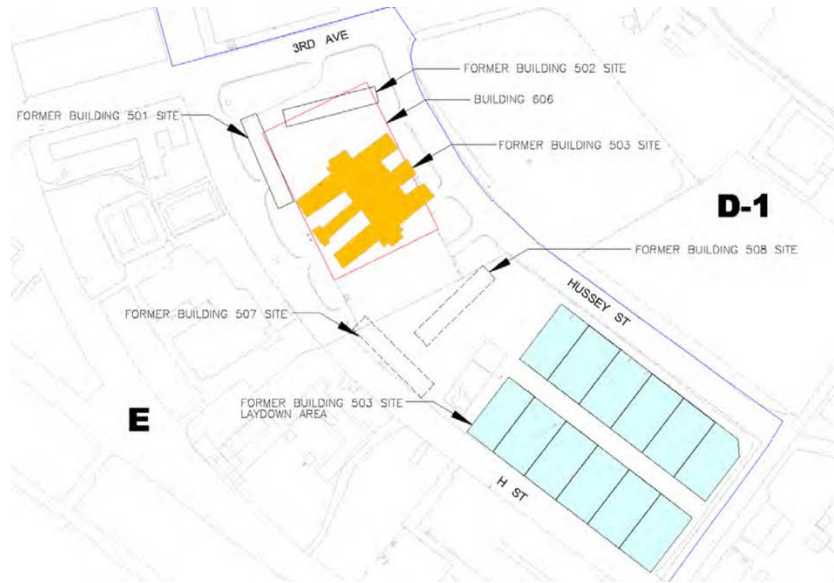 3RD AVE
FORMER BUILDING 502 SITE
BUILDING 606
FORMER BUILDING 501 SITE
FORMER BUILDING 503 SITE
D-1
FORMER BUILDING 508 SITE
HUSSEY ST
FORMER BUILDING 507 SITE
FORMER BUILDING 503 SITE
LAYDOWN AREA
E
H ST